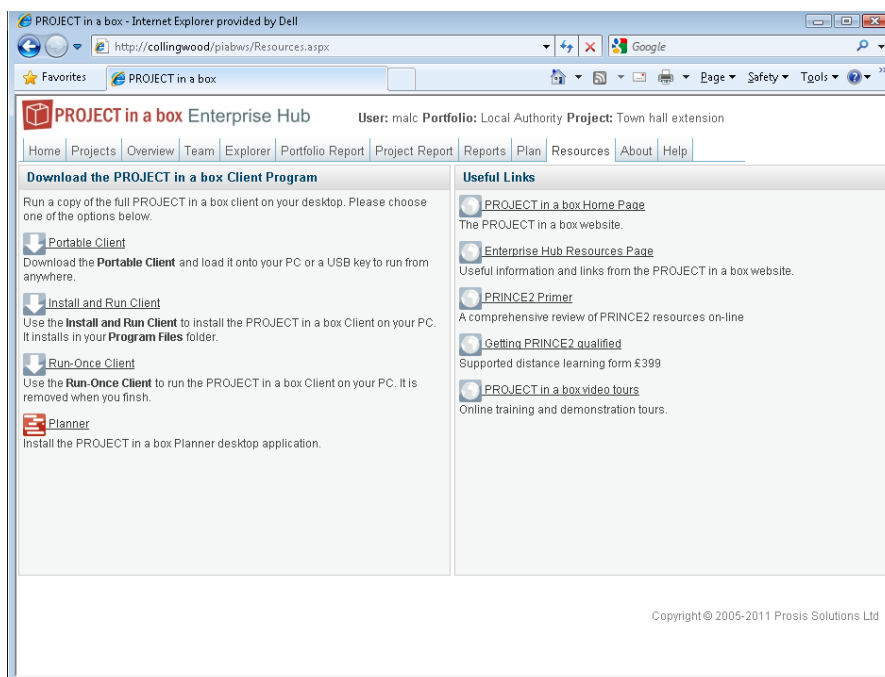 PROJECT in a box - Internet Explorer provided by Dell
http://collingwood/piabws/Resources.aspx
Google
Favorites
PROJECT in a box
Page
Safety
Tools
PROJECT in a box Enterprise Hub
User: malc Portfolio: Local Authority Project: Town hall extension
Home Projects Overview Team Explorer Portfolio Report Project Report Reports Plan Resources About Help
Download the PROJECT in a box Client Program
Run a copy of the full PROJECT in a box client on your desktop. Please choose
one of the options below.
Portable Client
Download the Portable Client and load it onto your PC or a USB key to run from
anywhere.
Install and Run Client
Use the Install and Run Client to install the PROJECT in a box Client on your PC.
It installs in your Program Files folder.
Run-Once Client
Use the Run-Once Client to run the PROJECT in a box Client on your PC. It is
removed when you finsh.
Planner
Install the PROJECT in a box Planner desktop application.
Useful Links
PROJECT in a box Home Page
The PROJECT in a box website.
Enterprise Hub Resources Page
Useful information and links from the PROJECT in a box website.
PRINCE2 Primer
A comprehensive review of PRINCE2 resources on-line
Getting PRINCE2 qualified
Supported distance learning form £399
PROJECT in a box video tours
Online training and demonstration tours.
Copyright © 2005-2011 Prosis Solutions Ltd